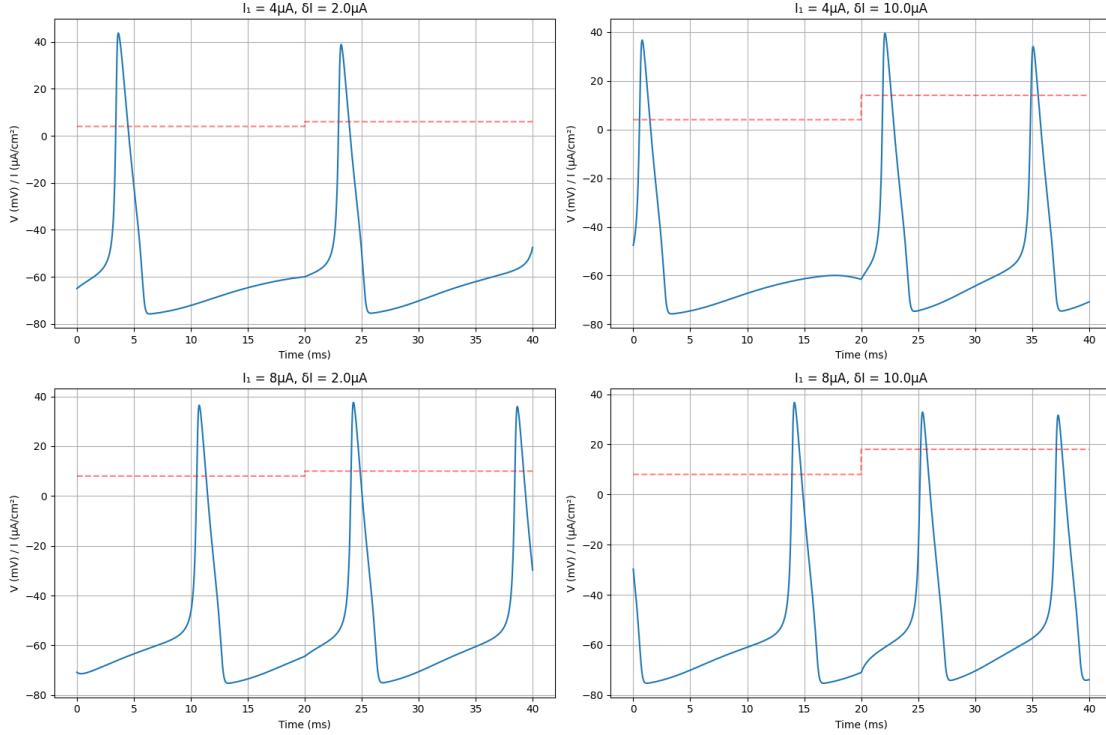 I₁ = 4μA, δI = 2.0μA
V (mV) / I (μA/cm²)
40
20
0
−20
−40
−60
−80
0 5 10 15 20 25 30 35 40
Time (ms)
I₁ = 4μA, δI = 10.0μA
V (mV) / I (μA/cm²)
40
20
0
−20
−40
−60
−80
0 5 10 15 20 25 30 35 40
Time (ms)
I₁ = 8μA, δI = 2.0μA
V (mV) / I (μA/cm²)
40
20
0
−20
−40
−60
−80
0 5 10 15 20 25 30 35 40
Time (ms)
I₁ = 8μA, δI = 10.0μA
V (mV) / I (μA/cm²)
40
20
0
−20
−40
−60
−80
0 5 10 15 20 25 30 35 40
Time (ms)